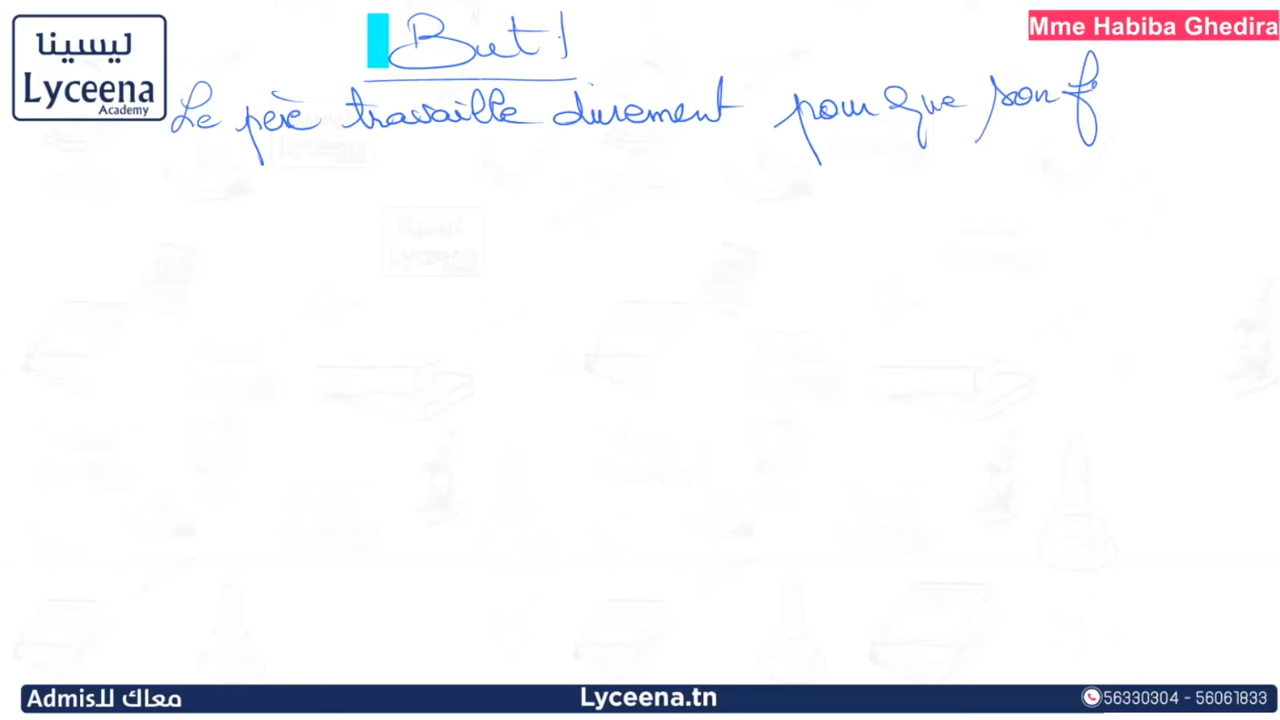 ليسينا
Lyceena
Academy
But
Mme Habiba Ghedira
Le père travaille durement pour que son f
Admis معاك للـ
Lyceena.tn
56330304 - 56061833